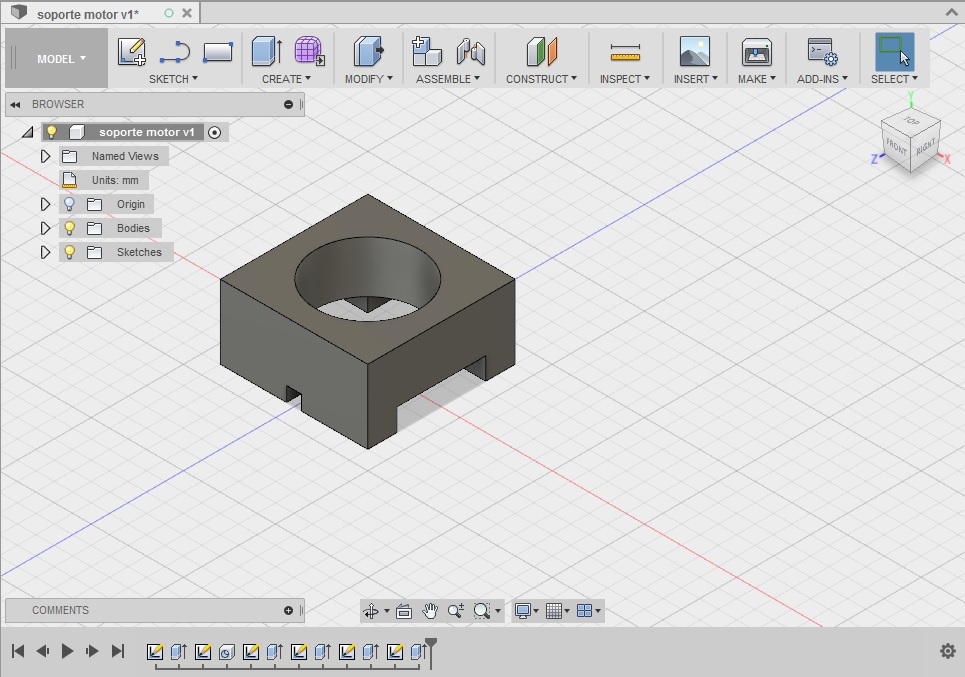 soporte motor v1*
MODEL
SKETCH
CREATE
MODIFY
ASSEMBLE
CONSTRUCT
INSPECT
INSERT
MAKE
ADD-INS
SELECT
BROWSER
soporte motor v1
Named Views
Units: mm
Origin
Bodies
Sketches
Y
TOP
FRONT
RIGHT
Z
X
COMMENTS